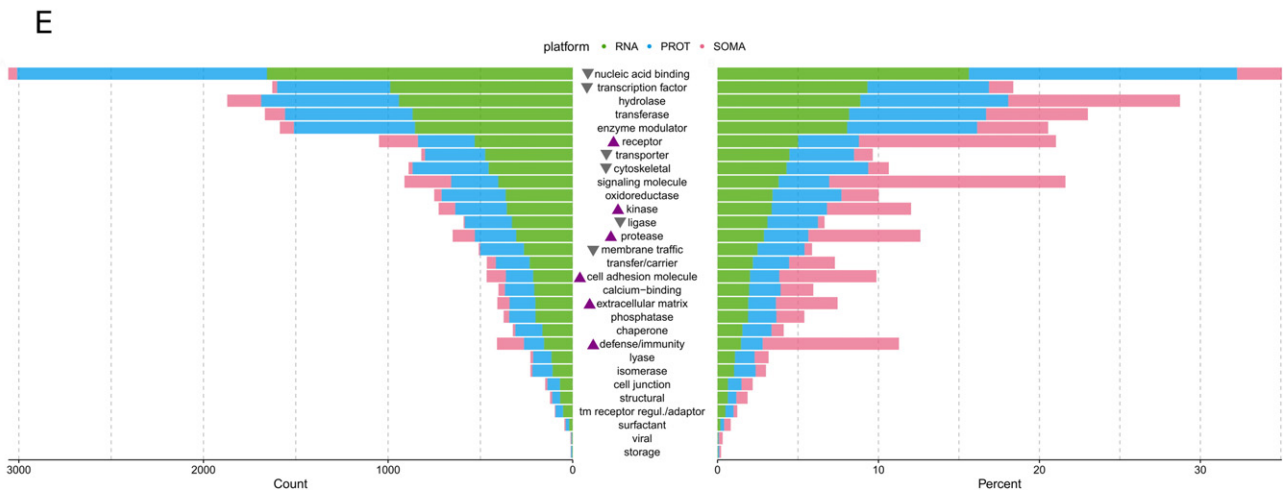 E
platform RNA PROT SOMA
nucleic acid binding
transcription factor
hydrolase
transferase
enzyme modulator
receptor
transporter
cytoskeletal
signaling molecule
oxidoreductase
kinase
ligase
protease
membrane traffic
transfer/carrier
cell adhesion molecule
calcium−binding
extracellular matrix
phosphatase
chaperone
defense/immunity
lyase
isomerase
cell junction
structural
tm receptor regul./adaptor
surfactant
viral
storage
3000 2000 1000 0 0 10 20 30
Count Percent